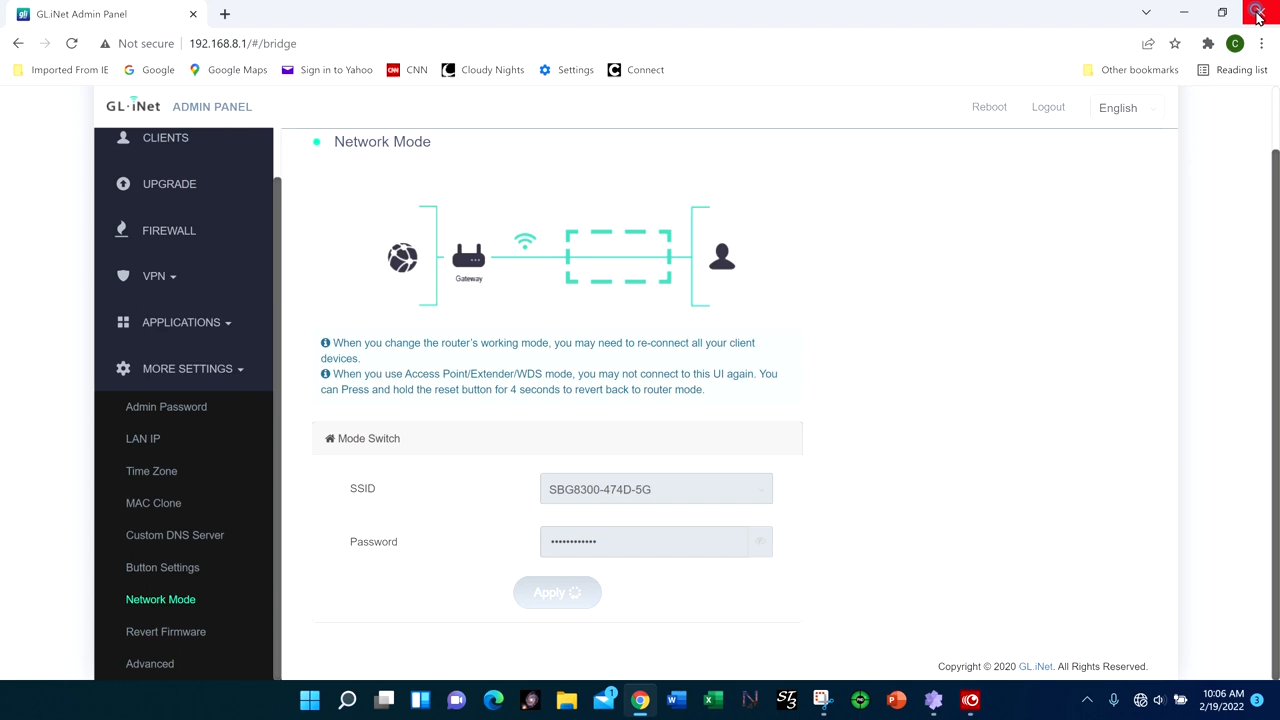 GL.iNet Admin Panel
Not secure 192.168.8.1/#/bridge
C
Imported From IE Google Google Maps Sign in to Yahoo CNN Cloudy Nights Settings Connect Other bookmarks Reading list
GL·iNet ADMIN PANEL Reboot Logout English
CLIENTS
UPGRADE
FIREWALL
VPN
APPLICATIONS
MORE SETTINGS
Admin Password
LAN IP
Time Zone
MAC Clone
Custom DNS Server
Button Settings
Network Mode
Revert Firmware
Advanced
Network Mode
Gateway
When you change the router's working mode, you may need to re-connect all your client
devices.
When you use Access Point/Extender/WDS mode, you may not connect to this UI again. You
can Press and hold the reset button for 4 seconds to revert back to router mode.
Mode Switch
SSID SBG8300-474D-5G
Password ••••••••••••
Apply
Copyright © 2020 GL.iNet. All Rights Reserved.
10:06 AM
2/19/2022